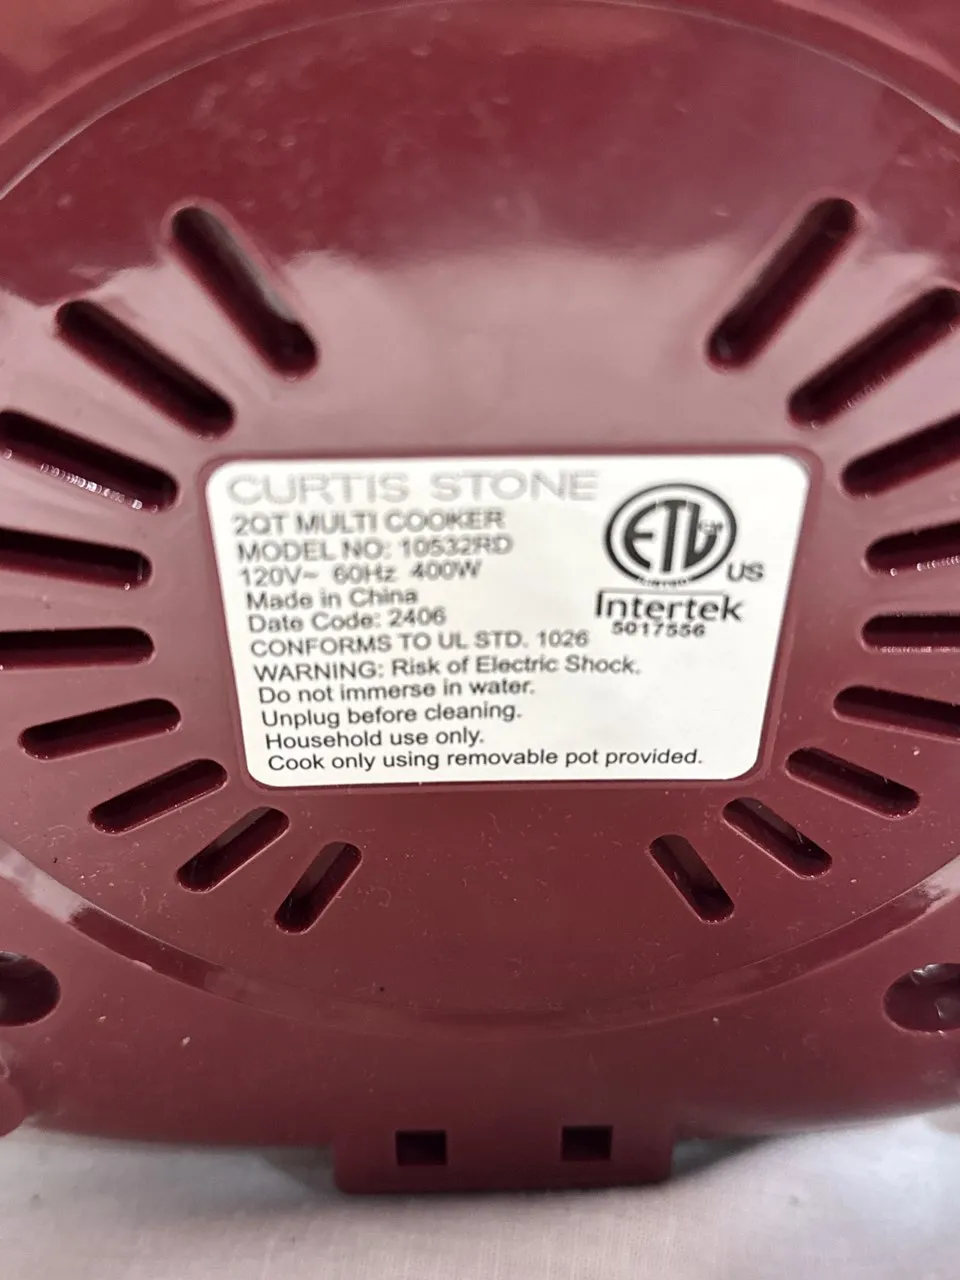 CURTIS STONE
2QT MULTI COOKER
MODEL NO: 10532RD
120V~ 60Hz 400W
Made in China
Date Code: 2406
CONFORMS TO UL STD. 1026
WARNING: Risk of Electric Shock.
Do not immerse in water.
Unplug before cleaning.
Household use only.
Cook only using removable pot provided.
ETL
US
Intertek
5017556